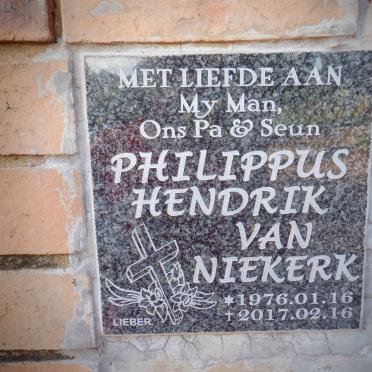 MET LIEFDE AAN
My Man,
Ons Pa & Seun
PHILIPPUS
HENDRIK
VAN
NIEKERK
*1976.01.16
†2017.02.16
LIEBER